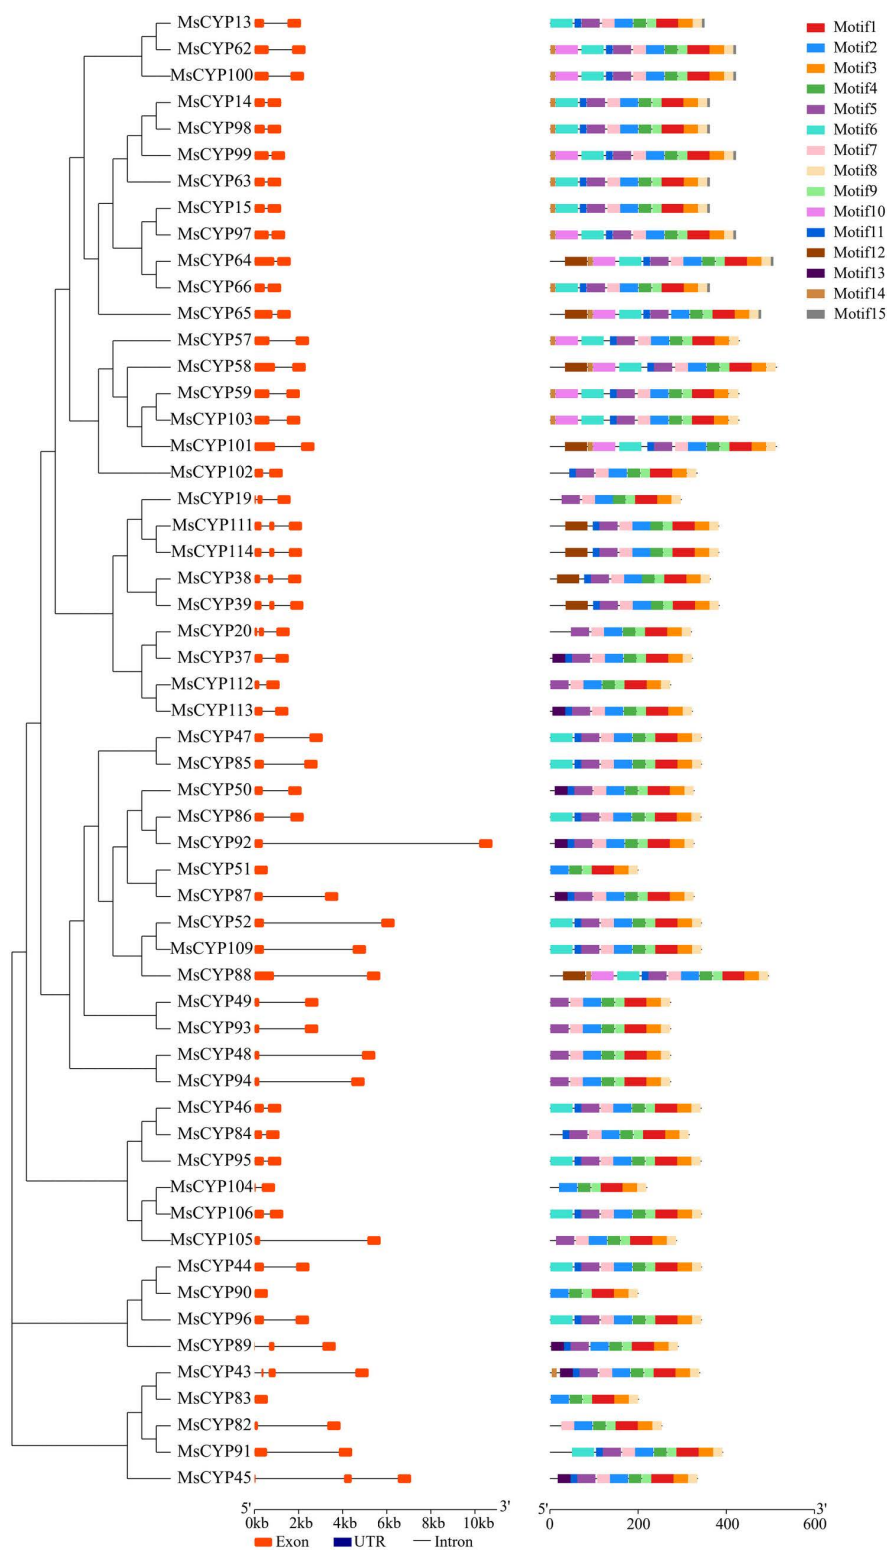 MsCYP13
MsCYP62
MsCYP100
MsCYP14
MsCYP98
MsCYP99
MsCYP63
MsCYP15
MsCYP97
MsCYP64
MsCYP66
MsCYP65
MsCYP57
MsCYP58
MsCYP59
MsCYP103
MsCYP101
MsCYP102
MsCYP19
MsCYP111
MsCYP114
MsCYP38
MsCYP39
MsCYP20
MsCYP37
MsCYP112
MsCYP113
MsCYP47
MsCYP85
MsCYP50
MsCYP86
MsCYP92
MsCYP51
MsCYP87
MsCYP52
MsCYP109
MsCYP88
MsCYP49
MsCYP93
MsCYP48
MsCYP94
MsCYP46
MsCYP84
MsCYP95
MsCYP104
MsCYP106
MsCYP105
MsCYP44
MsCYP90
MsCYP96
MsCYP89
MsCYP43
MsCYP83
MsCYP82
MsCYP91
MsCYP45
5' 3'
0kb 2kb 4kb 6kb 8kb 10kb
Exon UTR Intron
5' 3'
0 200 400 600
Motif1
Motif2
Motif3
Motif4
Motif5
Motif6
Motif7
Motif8
Motif9
Motif10
Motif11
Motif12
Motif13
Motif14
Motif15